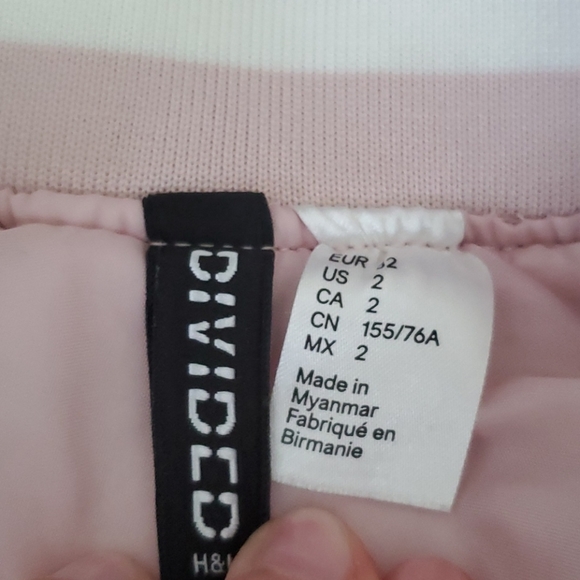 DIVIDED
EUR 32
US 2
CA 2
CN 155/76A
MX 2
Made in
Myanmar
Fabriqué en
Birmanie